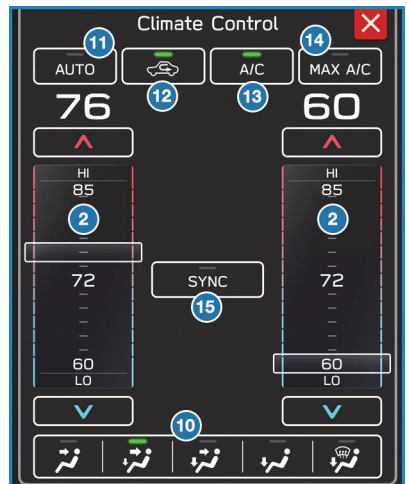 Climate Control
11
14
AUTO
A/C
MAX A/C
12
13
76
60
HI
HI
85
85
2
2
72
72
SYNC
15
60
60
LO
LO
10